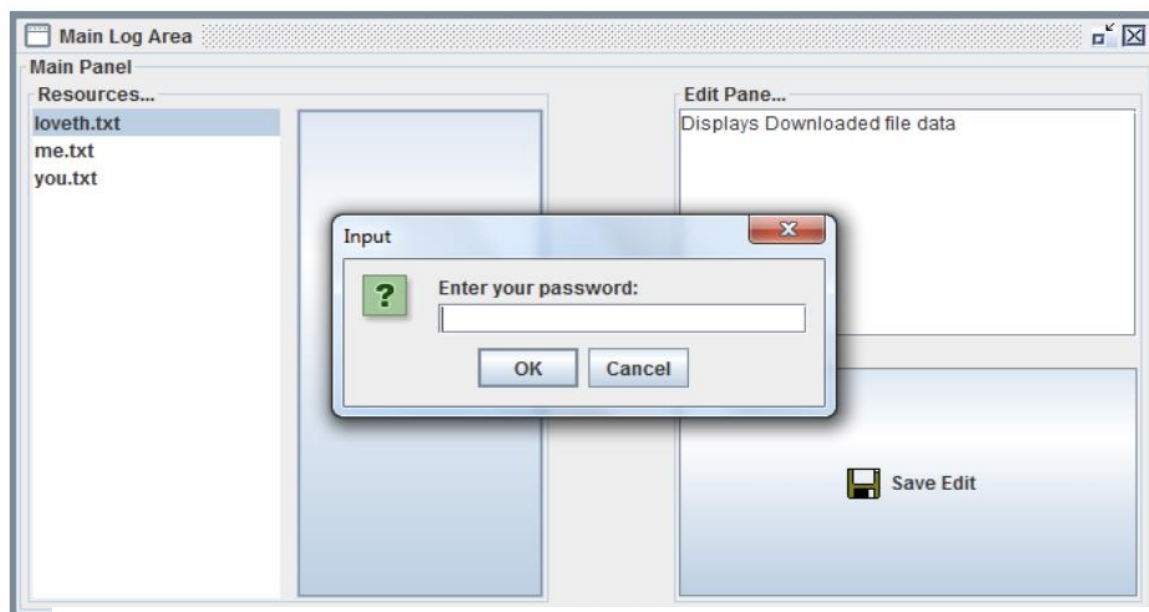 Main Log Area
Main Panel
Resources...
loveth.txt
me.txt
you.txt
Edit Pane...
Displays Downloaded file data
Input
Enter your password:
OK
Cancel
Save Edit